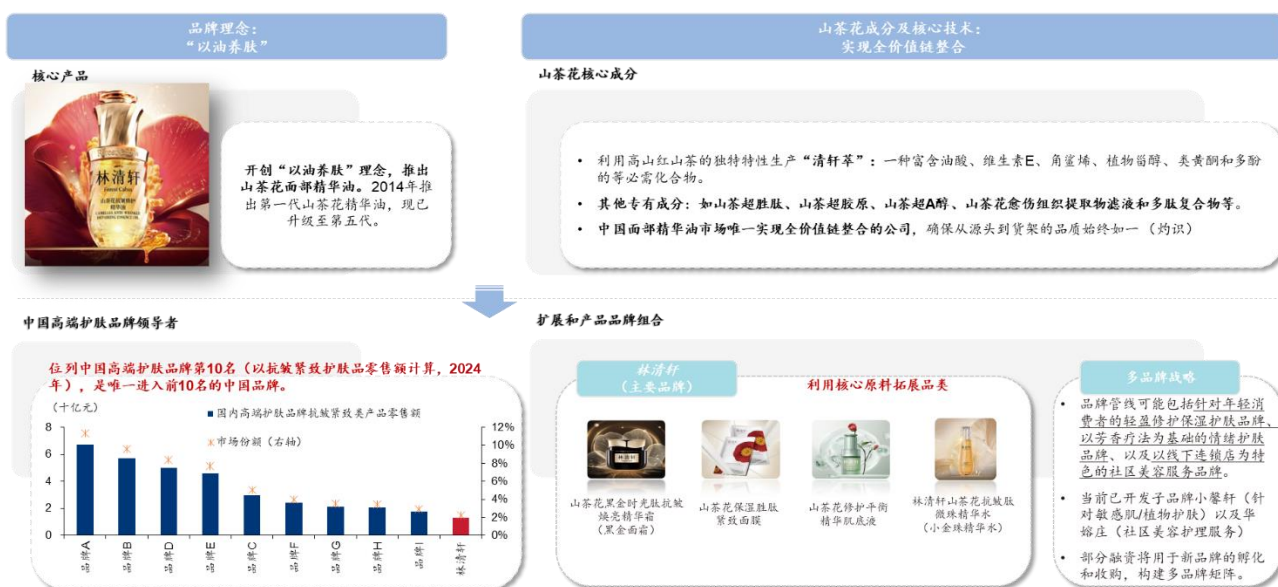 品牌理念：
“以油养肤”
山茶花成分及核心技术：
实现全价值链整合
核心产品
林清轩
Forest Cabin
开创“以油养肤”理念，推出
山茶花面部精华油。2014年推
出第一代山茶花精华油，现已
升级至第五代。
山茶花核心成分
• 利用高山红山茶的独特特性生产“清轩萃”：一种富含油酸、维生素E、角鲨烯、植物甾醇、类黄酮和多酚
的等必需化合物。
• 其他专有成分：如山茶超胜肽、山茶超胶原、山茶超A醇、山茶花愈伤组织提取物滤液和多肽复合物等。
• 中国面部精华油市场唯一实现全价值链整合的公司，确保从源头到货架的品质始终如一（灼识）
中国高端护肤品牌领导者
位列中国高端护肤品牌第10名（以抗皱紧致护肤品零售额计算，2024
年），是唯一进入前10名的中国品牌。
（十亿元）
国内高端护肤品牌抗皱紧致类产品零售额
市场份额（右轴）
8
6
4
2
0
12%
10%
8%
6%
4%
2%
0%
品牌A
品牌B
品牌D
品牌E
品牌C
品牌F
品牌G
品牌H
品牌I
林清轩
扩展和产品品牌组合
林清轩
（主要品牌）
利用核心原料拓展品类
山茶花黑金时光肽抗皱
焕亮精华霜
（黑金面霜）
山茶花保湿胜肽
紧致面膜
山茶花修护平衡
精华肌底液
林清轩山茶花抗皱肽
微珠精华水
（小金珠精华水）
多品牌战略
• 品牌管线可能包括针对年轻消
费者的轻盈修护保湿护肤品牌、
以芳香疗法为基础的情绪护肤
品牌、以及以线下连锁店为特
色的社区美容服务品牌。
• 当前已开发子品牌小馨轩（针
对敏感肌/植物护肤）以及华
嫆庄（社区美容护理服务）
• 部分融资将用于新品牌的孵化
和收购，构建多品牌矩阵。